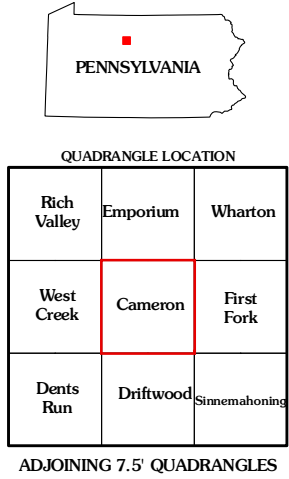 PENNSYLVANIA
QUADRANGLE LOCATION
Rich
Valley
Emporium
Wharton
West
Creek
Cameron
First
Fork
Dents
Run
Driftwood
Sinnemahoning
ADJOINING 7.5' QUADRANGLES